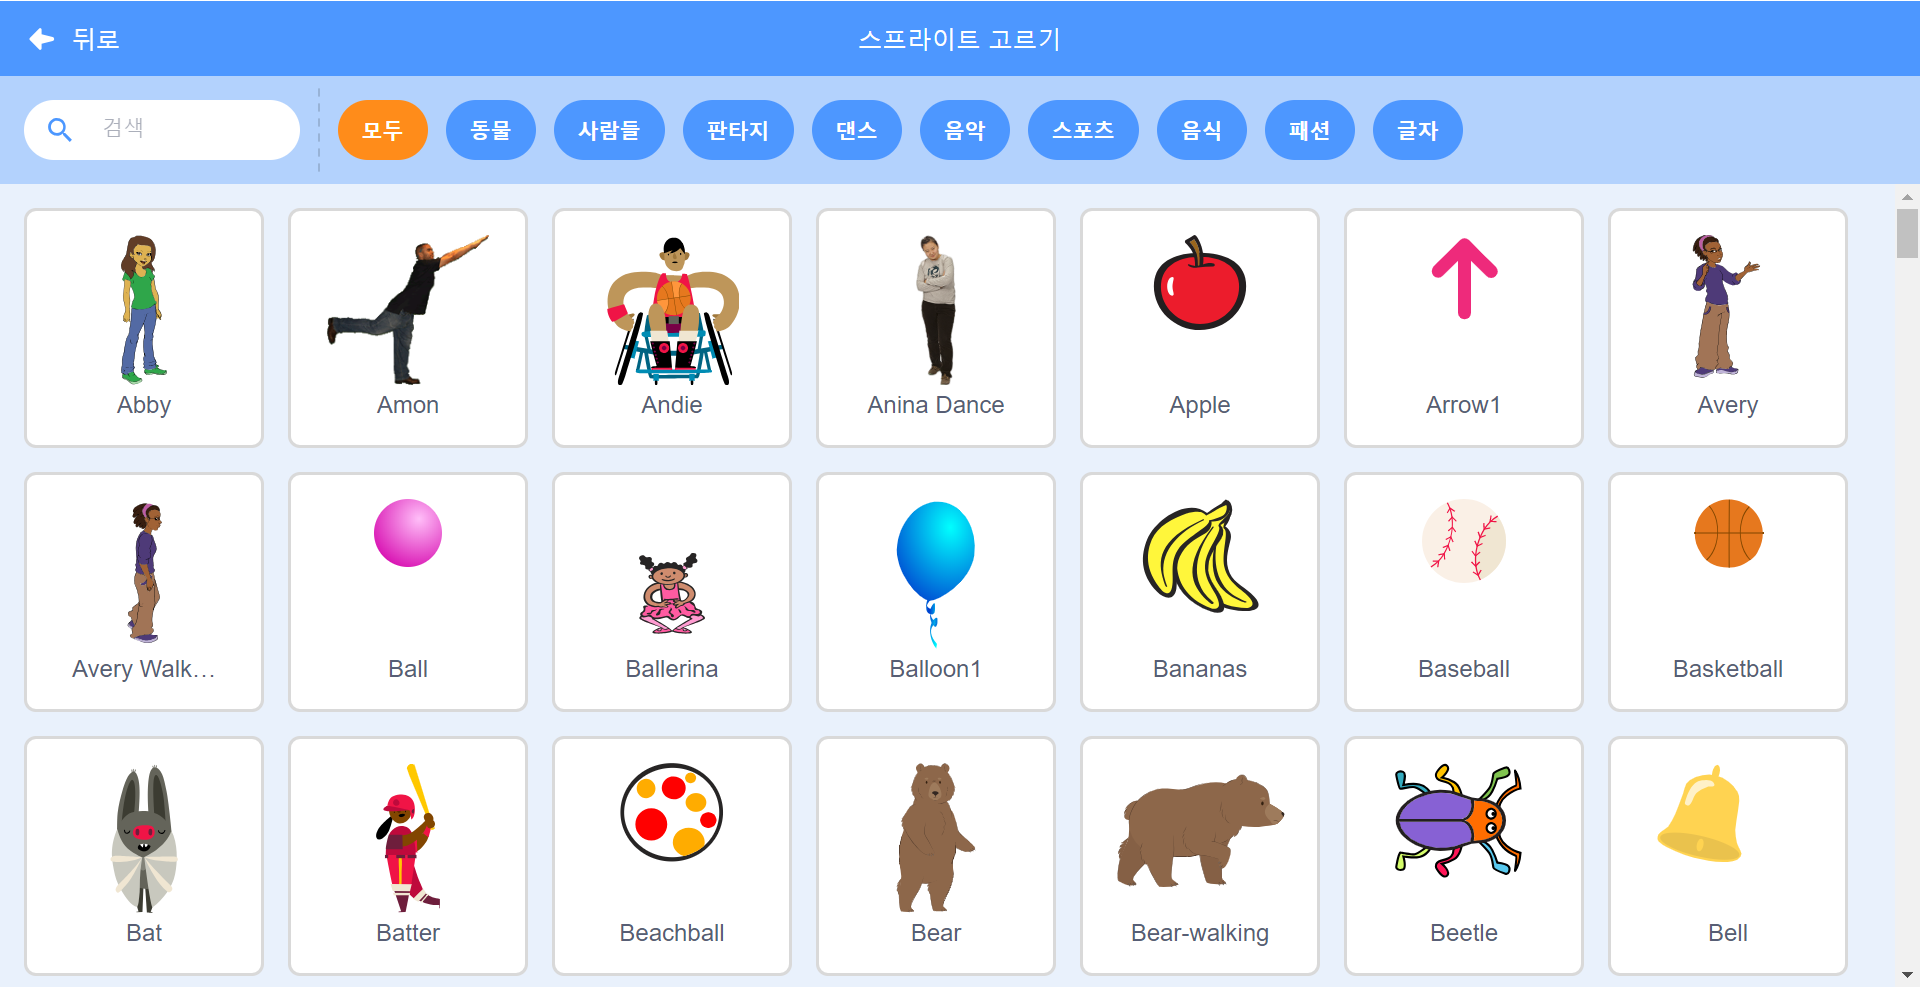 뒤로
스프라이트 고르기
검색
모두 동물 사람들 판타지 댄스 음악 스포츠 음식 패션 글자
Abby Amon Andie Anina Dance Apple Arrow1 Avery
Avery Walk… Ball Ballerina Balloon1 Bananas Baseball Basketball
Bat Batter Beachball Bear Bear-walking Beetle Bell